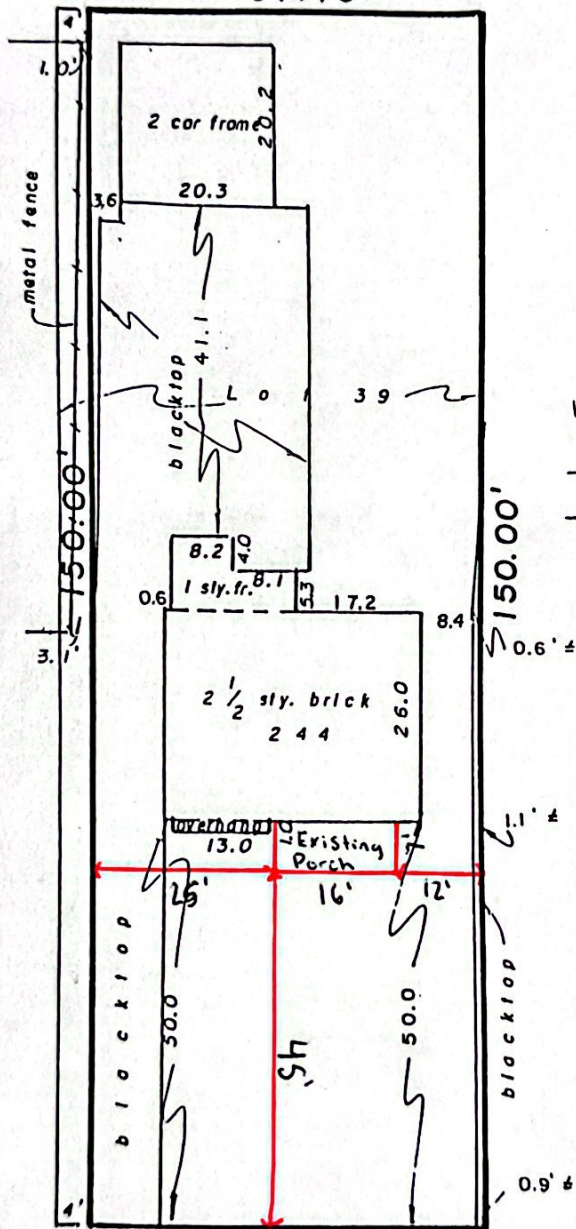 4'
1.0'
2 car frame
20.2
20.3
3.6
metal fence
blacktop
41.1
L o t 39
150.00'
150.00'
8.2
4.0
8.1
1 sty. fr.
5.3
17.2
0.6
8.4
3.1'
0.6' #
2 1/2 sty. brick
244
26.0
overhang
13.0
Existing
Porch
1.1' #
25'
16'
12'
blacktop
50.0
45'
50.0
blacktop
0.9' #
4'